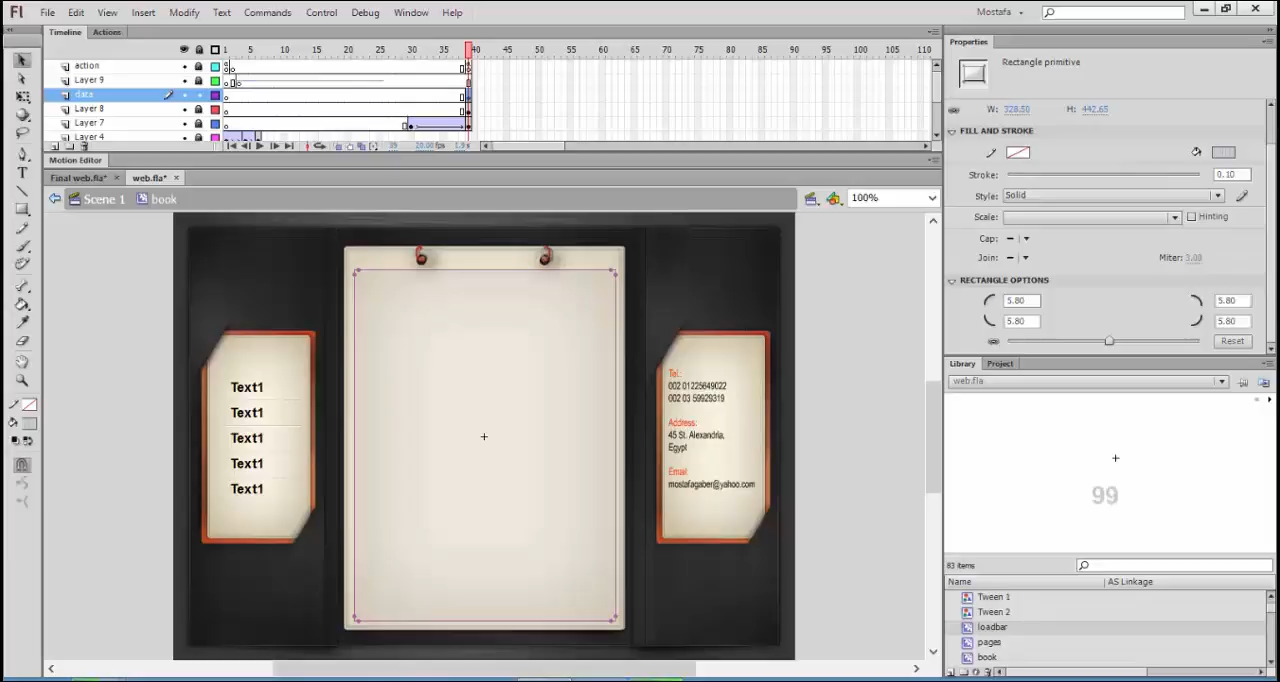 Fl File Edit View Insert Modify Text Commands Control Debug Window Help Mostafa
Timeline Actions
1 5 10 15 20 25 30 35 40 45 50 55 60 65 70 75 80 85 90 95 100 105 110
action
Layer 9
data
Layer 8
Layer 7
Layer 4
39 20.00 fps 1.9 s
Motion Editor
Final web.fla* × web.fla* ×
Scene 1 book 100%
Text1
Text1
Text1
Text1
Text1
Tel.:
002 01225649022
002 03 59929319
Address:
45 St. Alexandria,
Egypt
Email:
mostafagaber@yahoo.com
Properties
Rectangle primitive
W: 328.50 H: 442.65
FILL AND STROKE
Stroke: 0.10
Style: Solid
Scale: Hinting
Cap:
Join: Miter: 3.00
RECTANGLE OPTIONS
5.80 5.80
5.80 5.80
Reset
Library Project
web.fla
99
83 items
Name AS Linkage
Tween 1
Tween 2
loadbar
pages
book